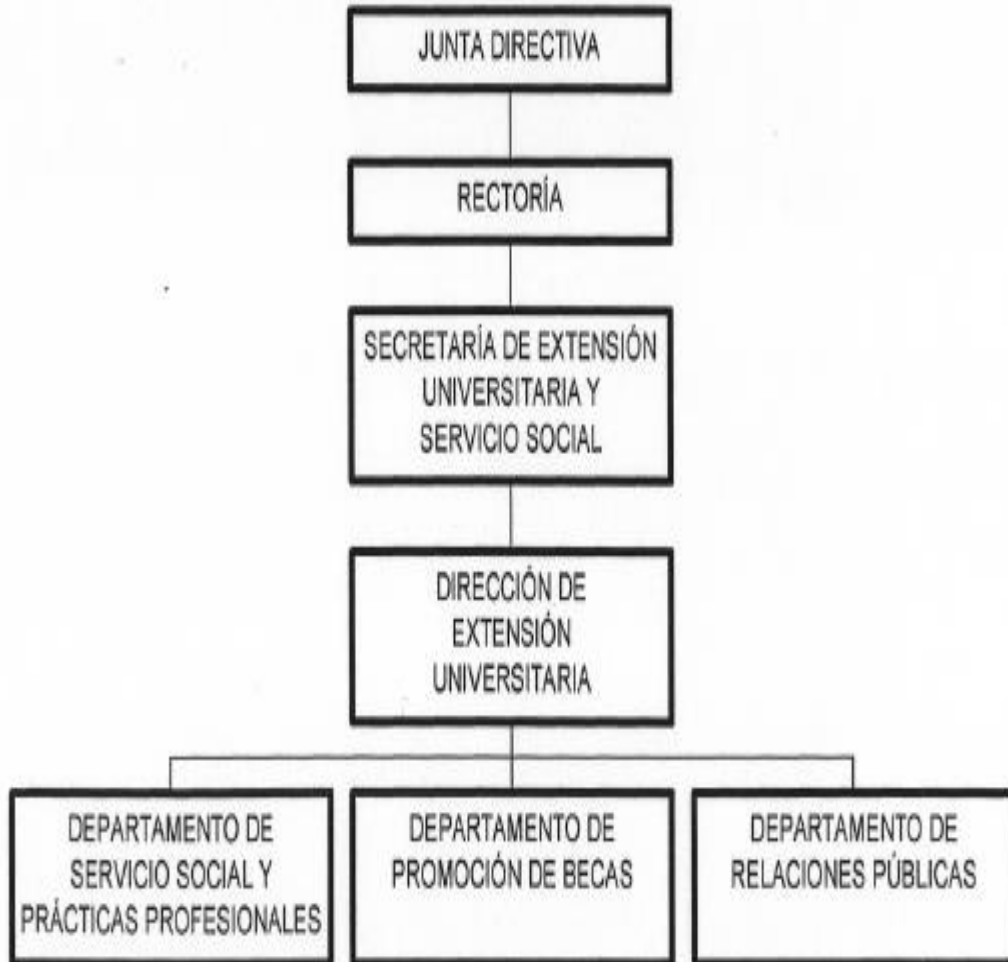 JUNTA DIRECTIVA
RECTORÍA
SECRETARÍA DE EXTENSIÓN
UNIVERSITARIA Y
SERVICIO SOCIAL
DIRECCIÓN DE
EXTENSIÓN
UNIVERSITARIA
DEPARTAMENTO DE
SERVICIO SOCIAL Y
PRÁCTICAS PROFESIONALES
DEPARTAMENTO DE
PROMOCIÓN DE BECAS
DEPARTAMENTO DE
RELACIONES PÚBLICAS